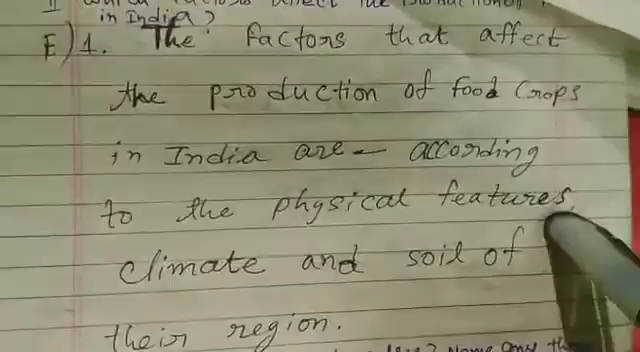 in India?
E) 1. The factors that affect
the production of food Crops
in India are - according
to the physical features,
climate and soil of
their region.